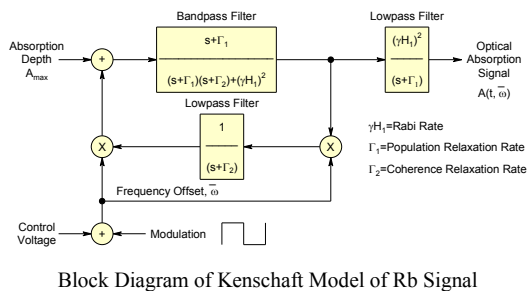 Bandpass Filter
Lowpass Filter
Absorption
Depth
A_max
+
s+Γ₁
(s+Γ₁)(s+Γ₂)+(γH₁)²
(γH₁)²
(s+Γ₁)
Optical
Absorption
Signal
A(t, ω̅)
Lowpass Filter
X
1
(s+Γ₂)
X
γH₁=Rabi Rate
Γ₁=Population Relaxation Rate
Γ₂=Coherence Relaxation Rate
Frequency Offset, ω̅
Control
Voltage
+
Modulation
Block Diagram of Kenschaft Model of Rb Signal